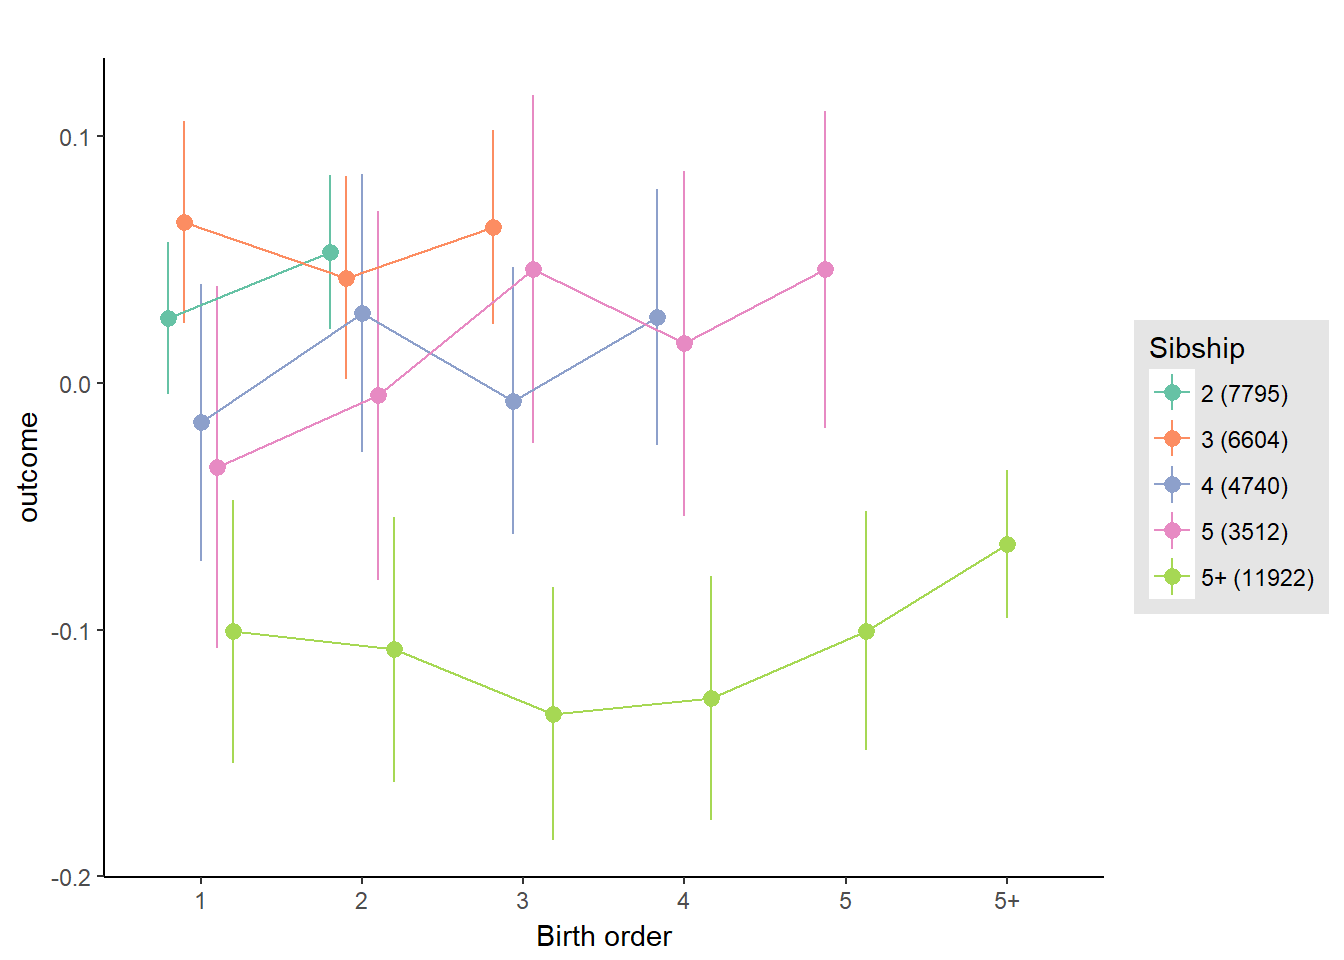 0.1
0.0
-0.1
-0.2
outcome
1 2 3 4 5 5+
Birth order
Sibship
2 (7795)
3 (6604)
4 (4740)
5 (3512)
5+ (11922)